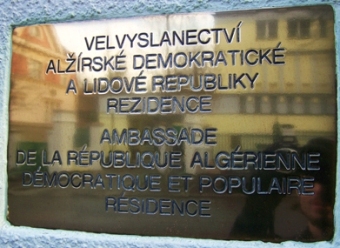 VELVYSLANECTVÍ
ALŽÍRSKÉ DEMOKRATICKÉ
A LIDOVÉ REPUBLIKY
REZIDENCE
AMBASSADE
DE LA RÉPUBLIQUE ALGÉRIENNE
DÉMOCRATIQUE ET POPULAIRE
RÉSIDENCE